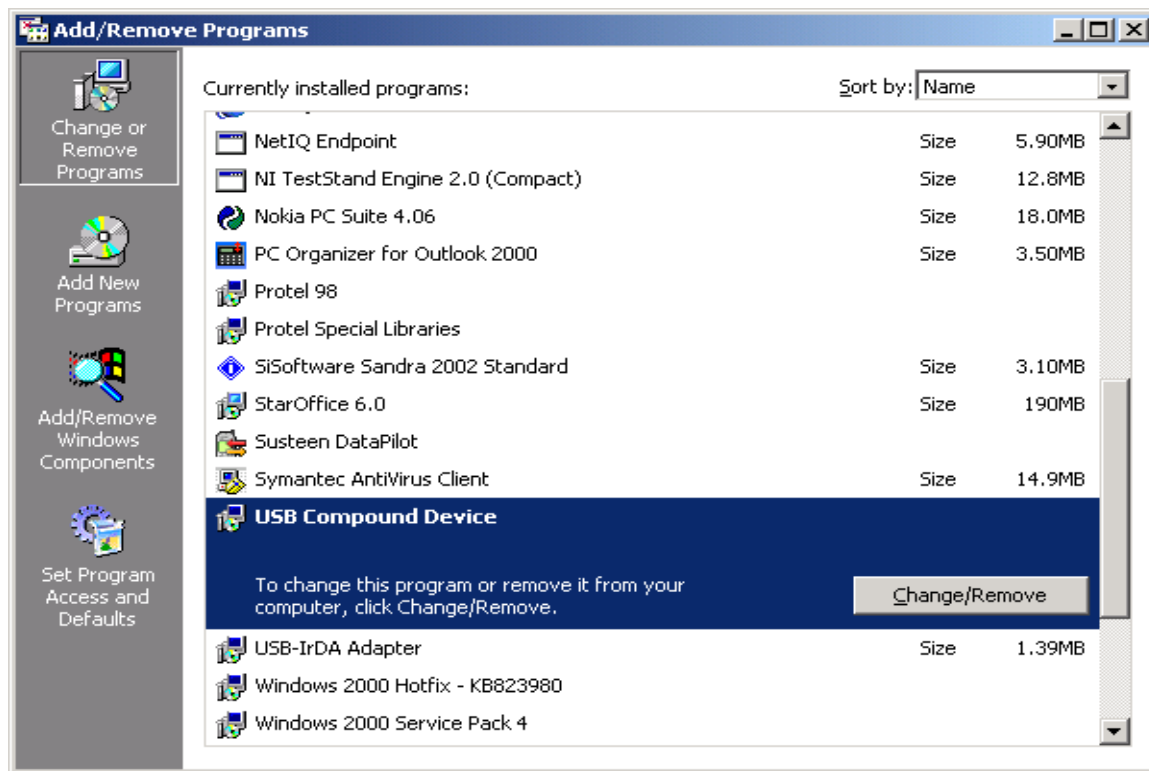 Add/Remove Programs
Change or
Remove
Programs
Add New
Programs
Add/Remove
Windows
Components
Set Program
Access and
Defaults
Currently installed programs:
Sort by: Name
NetIQ Endpoint Size 5.90MB
NI TestStand Engine 2.0 (Compact) Size 12.8MB
Nokia PC Suite 4.06 Size 18.0MB
PC Organizer for Outlook 2000 Size 3.50MB
Protel 98
Protel Special Libraries
SiSoftware Sandra 2002 Standard Size 3.10MB
StarOffice 6.0 Size 190MB
Susteen DataPilot
Symantec AntiVirus Client Size 14.9MB
USB Compound Device
To change this program or remove it from your
computer, click Change/Remove.
Change/Remove
USB-IrDA Adapter Size 1.39MB
Windows 2000 Hotfix - KB823980
Windows 2000 Service Pack 4